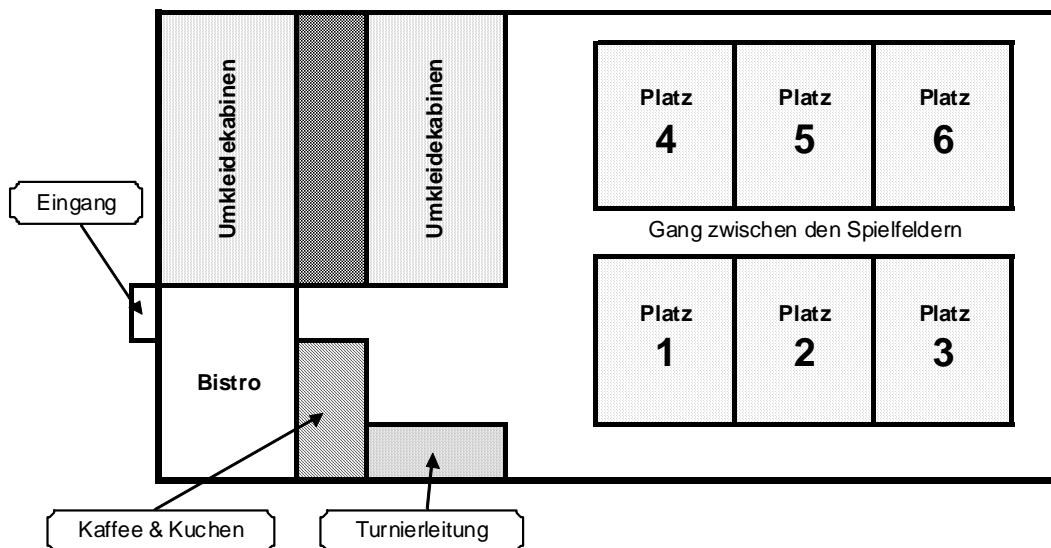 Umkleidekabinen
Umkleidekabinen
Platz
4
Platz
5
Platz
6
Eingang
Gang zwischen den Spielfeldern
Platz
1
Platz
2
Platz
3
Bistro
Kaffee & Kuchen
Turnierleitung